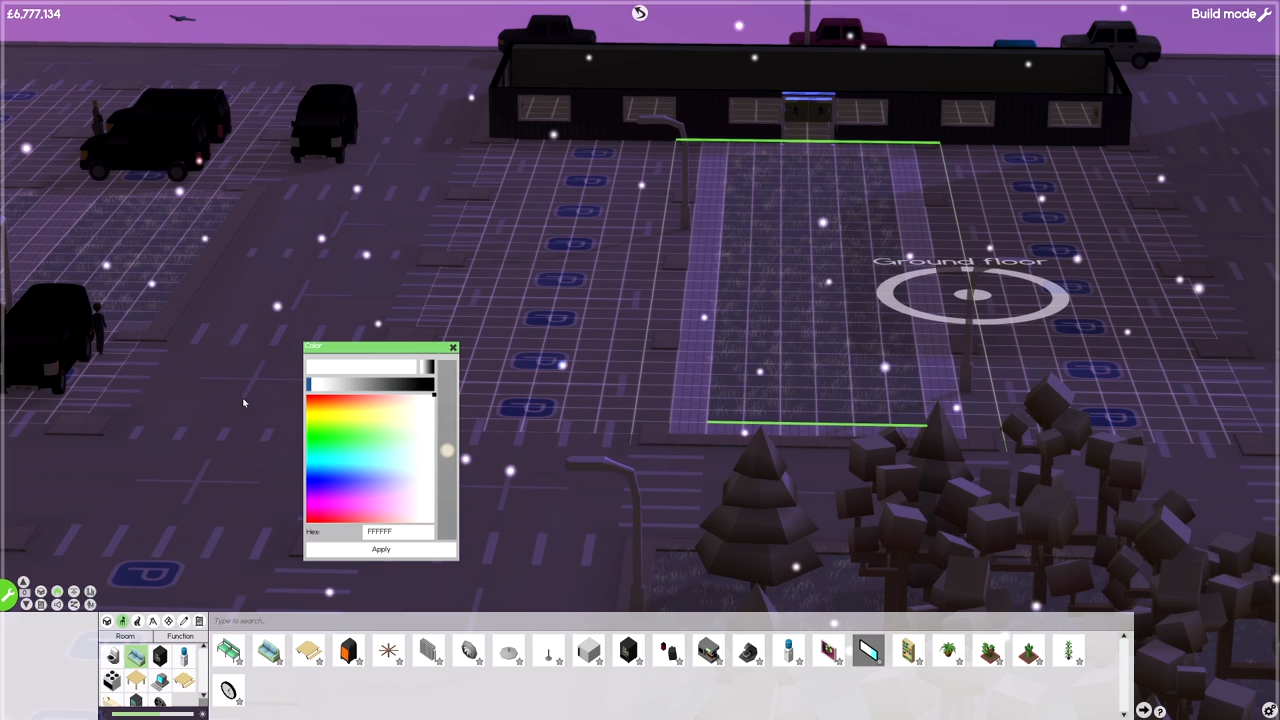 £6,777,134
Build mode
Ground floor
Color
Hex:
FFFFFF
Apply
Room
Function
Type to search..